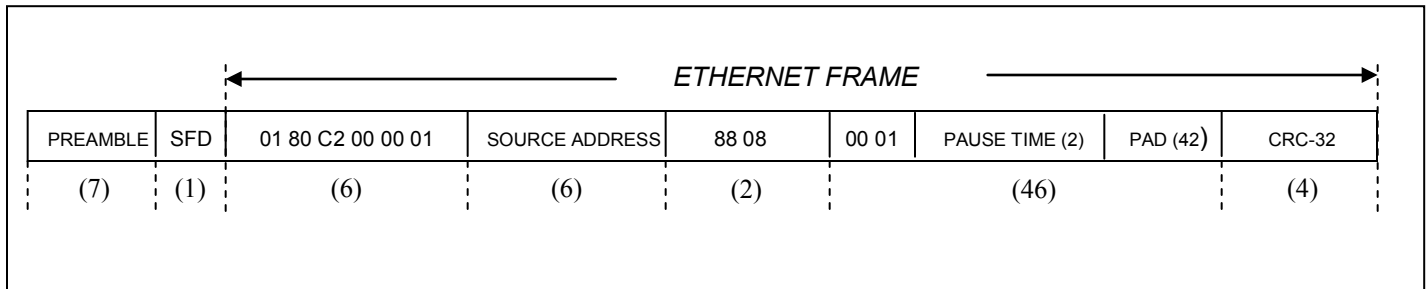 ETHERNET FRAME
PREAMBLE SFD 01 80 C2 00 00 01 SOURCE ADDRESS 88 08 00 01 PAUSE TIME (2) PAD (42) CRC-32
(7) (1) (6) (6) (2) (46) (4)